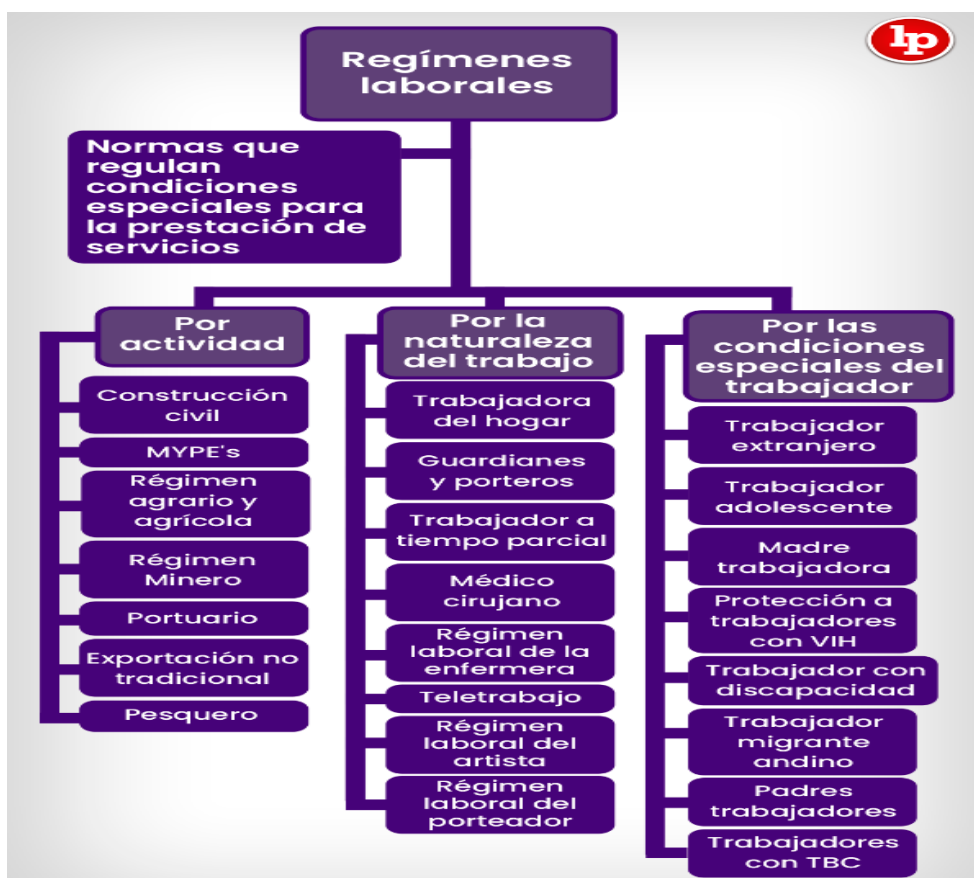 lp
Regímenes
laborales
Normas que
regulan
condiciones
especiales para
la prestación de
servicios
Por
actividad
Construcción
civil
MYPE's
Régimen
agrario y
agrícola
Régimen
Minero
Portuario
Exportación no
tradicional
Pesquero
Por la
naturaleza
del trabajo
Trabajadora
del hogar
Guardianes
y porteros
Trabajador a
tiempo parcial
Médico
cirujano
Régimen
laboral de la
enfermera
Teletrabajo
Régimen
laboral del
artista
Régimen
laboral del
porteador
Por las
condiciones
especiales del
trabajador
Trabajador
extranjero
Trabajador
adolescente
Madre
trabajadora
Protección a
trabajadores
con VIH
Trabajador con
discapacidad
Trabajador
migrante
andino
Padres
trabajadores
Trabajadores
con TBC